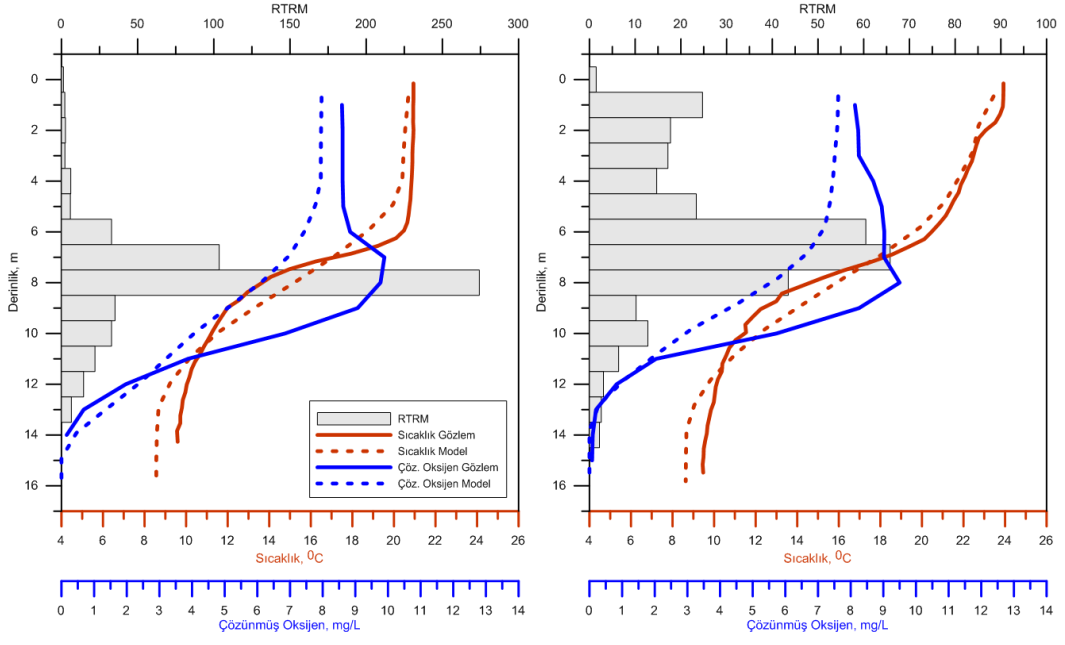 RTRM
0 50 100 150 200 250 300
Derinlik, m
0
2
4
6
8
10
12
14
16
RTRM
Sıcaklık Gözlem
Sıcaklık Model
Çöz. Oksijen Gözlem
Çöz. Oksijen Model
4 6 8 10 12 14 16 18 20 22 24 26
Sıcaklık, ⁰C
0 1 2 3 4 5 6 7 8 9 10 11 12 13 14
Çözünmüş Oksijen, mg/L
RTRM
0 10 20 30 40 50 60 70 80 90 100
Derinlik, m
0
2
4
6
8
10
12
14
16
4 6 8 10 12 14 16 18 20 22 24 26
Sıcaklık, ⁰C
0 1 2 3 4 5 6 7 8 9 10 11 12 13 14
Çözünmüş Oksijen, mg/L